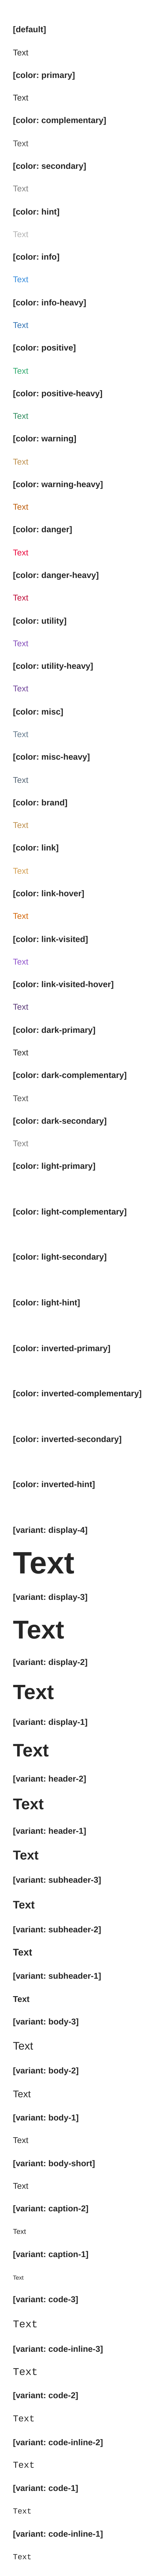 [default]
Text
[color: primary]
Text
[color: complementary]
Text
[color: secondary]
Text
[color: hint]
Text
[color: info]
Text
[color: info-heavy]
Text
[color: positive]
Text
[color: positive-heavy]
Text
[color: warning]
Text
[color: warning-heavy]
Text
[color: danger]
Text
[color: danger-heavy]
Text
[color: utility]
Text
[color: utility-heavy]
Text
[color: misc]
Text
[color: misc-heavy]
Text
[color: brand]
Text
[color: link]
Text
[color: link-hover]
Text
[color: link-visited]
Text
[color: link-visited-hover]
Text
[color: dark-primary]
Text
[color: dark-complementary]
Text
[color: dark-secondary]
Text
[color: light-primary]
[color: light-complementary]
[color: light-secondary]
[color: light-hint]
[color: inverted-primary]
[color: inverted-complementary]
[color: inverted-secondary]
[color: inverted-hint]
[variant: display-4]
Text
[variant: display-3]
Text
[variant: display-2]
Text
[variant: display-1]
Text
[variant: header-2]
Text
[variant: header-1]
Text
[variant: subheader-3]
Text
[variant: subheader-2]
Text
[variant: subheader-1]
Text
[variant: body-3]
Text
[variant: body-2]
Text
[variant: body-1]
Text
[variant: body-short]
Text
[variant: caption-2]
Text
[variant: caption-1]
Text
[variant: code-3]
Text
[variant: code-inline-3]
Text
[variant: code-2]
Text
[variant: code-inline-2]
Text
[variant: code-1]
Text
[variant: code-inline-1]
Text